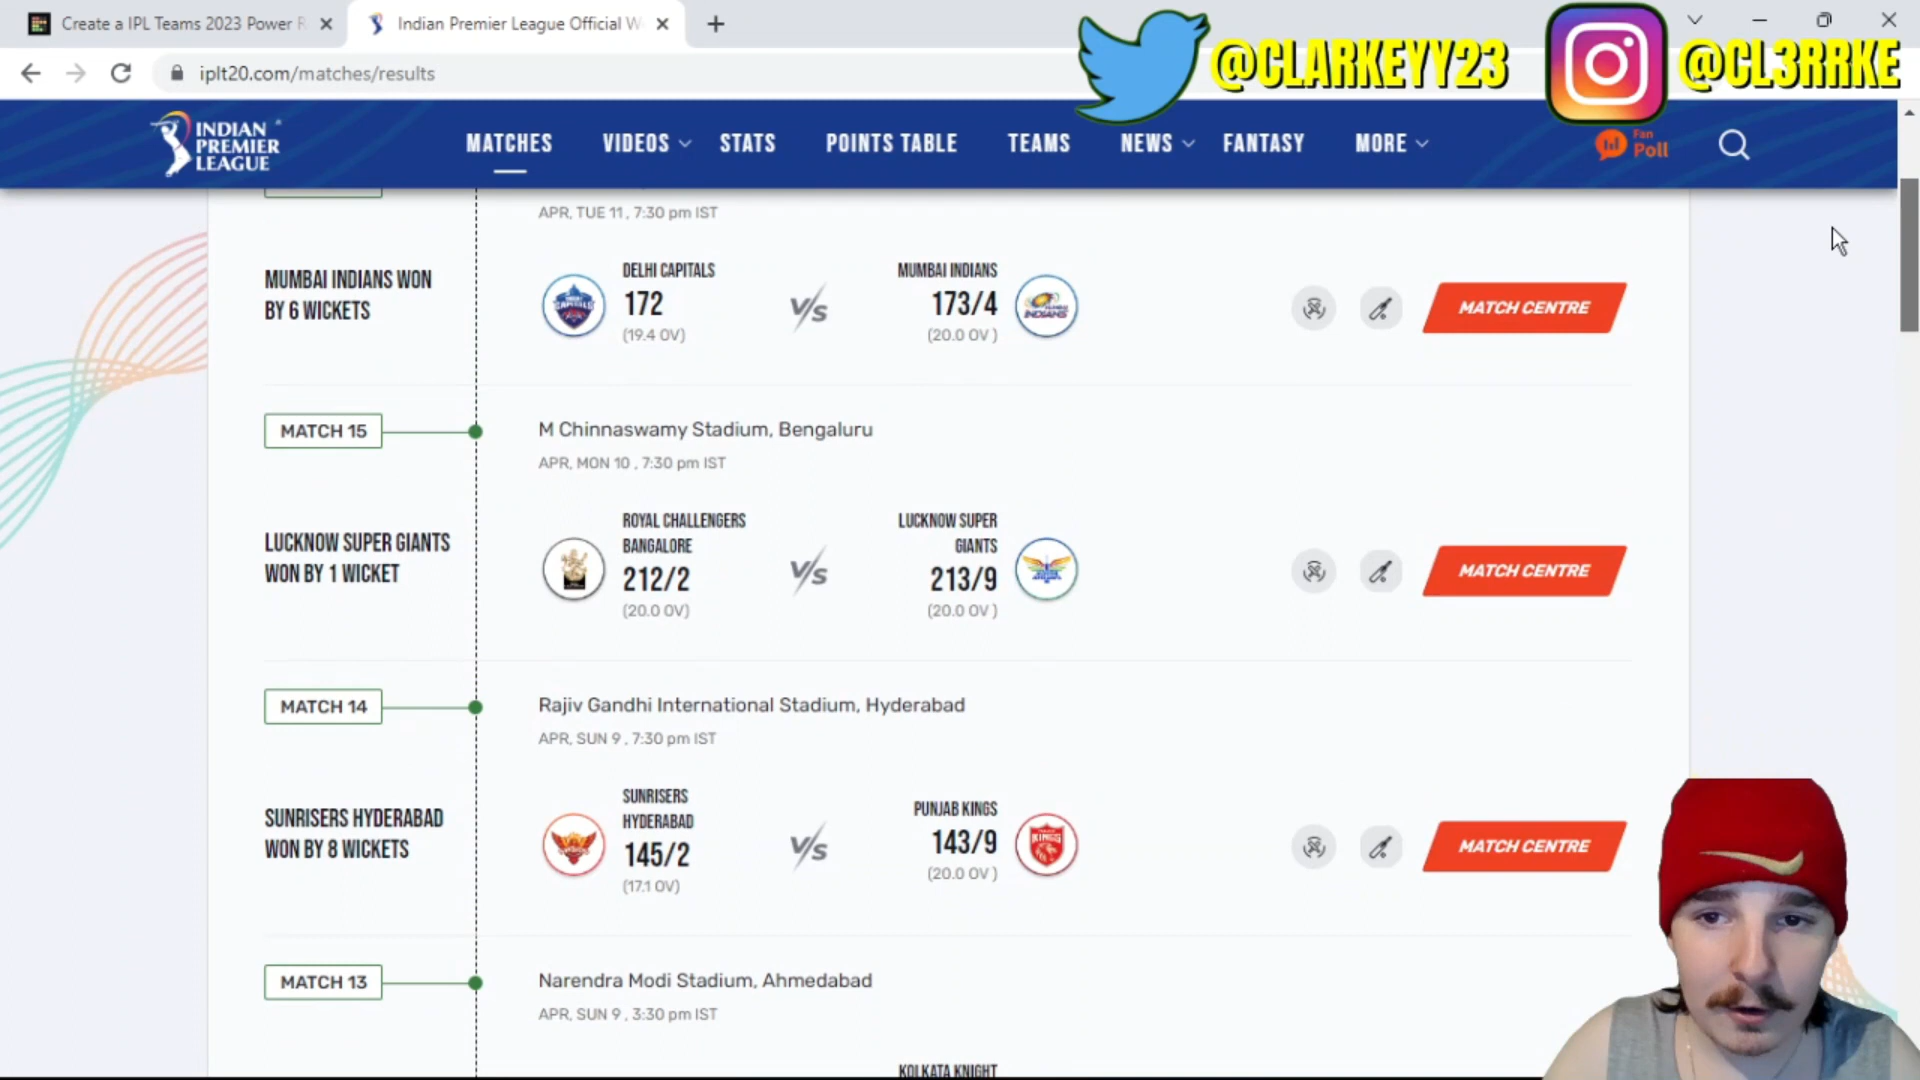 Create a IPL Teams 2023 Power R
Indian Premier League Official W
iplt20.com/matches/results
@CLARKEYY23
@CL3RRKE
INDIAN
PREMIER
LEAGUE
MATCHES
VIDEOS
STATS
POINTS TABLE
TEAMS
NEWS
FANTASY
MORE
Fan
Poll
APR, TUE 11 , 7:30 pm IST
MUMBAI INDIANS WON
BY 6 WICKETS
DELHI CAPITALS
172
(19.4 OV)
V/S
MUMBAI INDIANS
173/4
(20.0 OV )
MATCH CENTRE
MATCH 15
M Chinnaswamy Stadium, Bengaluru
APR, MON 10 , 7:30 pm IST
LUCKNOW SUPER GIANTS
WON BY 1 WICKET
ROYAL CHALLENGERS
BANGALORE
212/2
(20.0 OV)
V/S
LUCKNOW SUPER
GIANTS
213/9
(20.0 OV )
MATCH CENTRE
MATCH 14
Rajiv Gandhi International Stadium, Hyderabad
APR, SUN 9 , 7:30 pm IST
SUNRISERS HYDERABAD
WON BY 8 WICKETS
SUNRISERS
HYDERABAD
145/2
(17.1 OV)
V/S
PUNJAB KINGS
143/9
(20.0 OV )
MATCH CENTRE
MATCH 13
Narendra Modi Stadium, Ahmedabad
APR, SUN 9 , 3:30 pm IST
KOLKATA KNIGHT